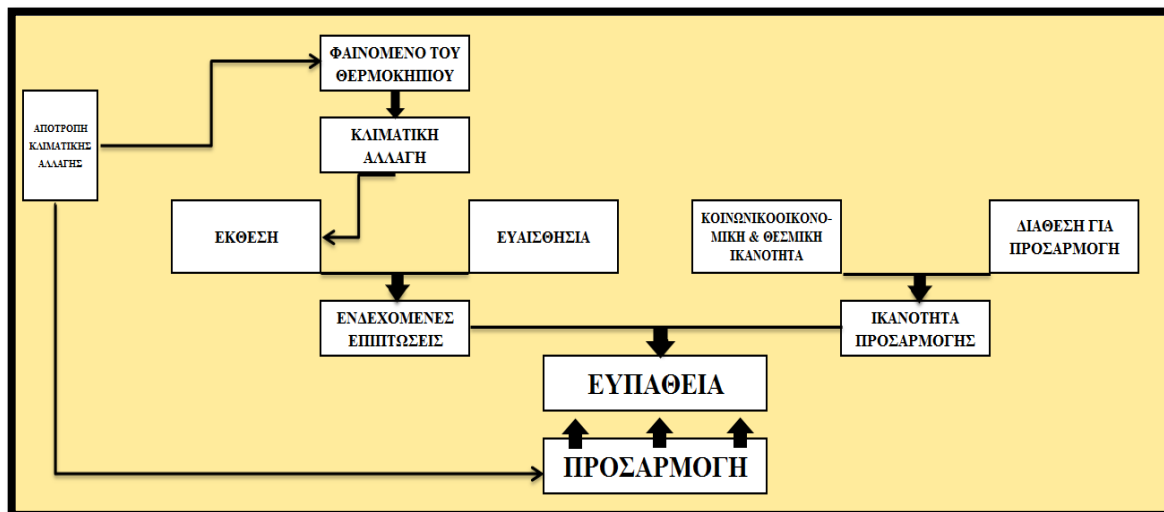 ΦΑΙΝΟΜΕΝΟ ΤΟΥ
ΘΕΡΜΟΚΗΠΙΟΥ
ΑΠΟΤΡΟΠΗ
ΚΛΙΜΑΤΙΚΗΣ
ΑΛΛΑΓΗΣ
ΚΛΙΜΑΤΙΚΗ
ΑΛΛΑΓΗ
ΕΚΘΕΣΗ
ΕΥΑΙΣΘΗΣΙΑ
ΚΟΙΝΩΝΙΚΟΟΙΚΟΝΟ-
ΜΙΚΗ & ΘΕΣΜΙΚΗ
ΙΚΑΝΟΤΗΤΑ
ΔΙΑΘΕΣΗ ΓΙΑ
ΠΡΟΣΑΡΜΟΓΗ
ΕΝΔΕΧΟΜΕΝΕΣ
ΕΠΙΠΤΩΣΕΙΣ
ΙΚΑΝΟΤΗΤΑ
ΠΡΟΣΑΡΜΟΓΗΣ
ΕΥΠΑΘΕΙΑ
ΠΡΟΣΑΡΜΟΓΗ